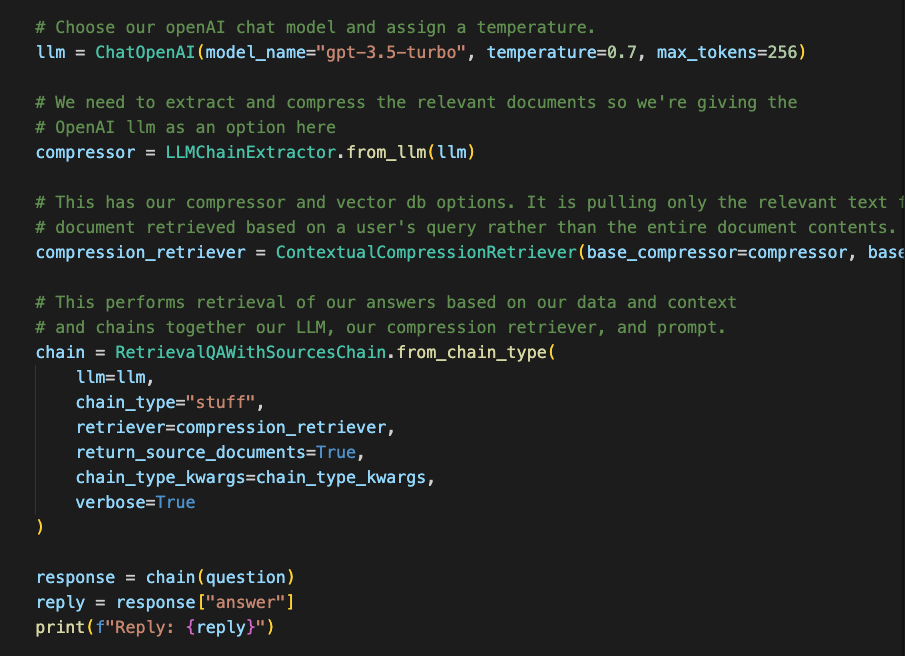 # Choose our openAI chat model and assign a temperature.
llm = ChatOpenAI(model_name="gpt-3.5-turbo", temperature=0.7, max_tokens=256)
# We need to extract and compress the relevant documents so we're giving the
# OpenAI llm as an option here
compressor = LLMChainExtractor.from_llm(llm)
# This has our compressor and vector db options. It is pulling only the relevant text
# document retrieved based on a user's query rather than the entire document contents.
compression_retriever = ContextualCompressionRetriever(base_compressor=compressor, base
# This performs retrieval of our answers based on our data and context
# and chains together our LLM, our compression retriever, and prompt.
chain = RetrievalQAWithSourcesChain.from_chain_type(
    llm=llm,
    chain_type="stuff",
    retriever=compression_retriever,
    return_source_documents=True,
    chain_type_kwargs=chain_type_kwargs,
    verbose=True
)
response = chain(question)
reply = response["answer"]
print(f"Reply: {reply}")